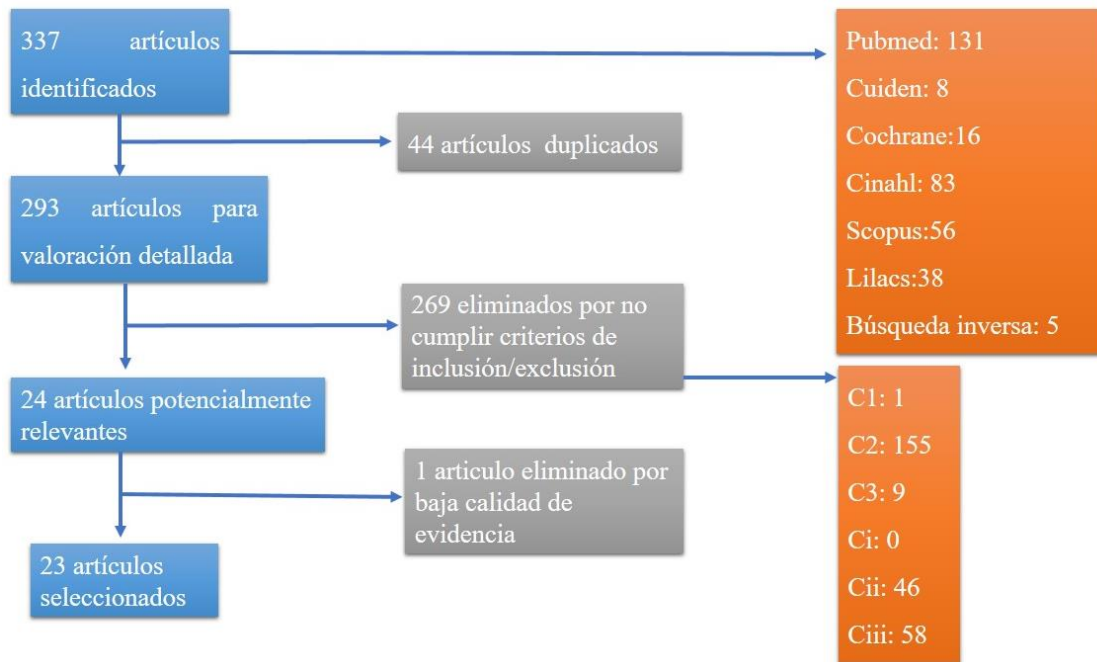 337 artículos
identificados
Pubmed: 131
Cuiden: 8
Cochrane:16
Cinahl: 83
Scopus:56
Lilacs:38
Búsqueda inversa: 5
44 artículos duplicados
293 artículos para
valoración detallada
269 eliminados por no
cumplir criterios de
inclusión/exclusión
C1: 1
C2: 155
C3: 9
Ci: 0
Cii: 46
Ciii: 58
24 artículos potencialmente
relevantes
1 articulo eliminado por
baja calidad de
evidencia
23 artículos
seleccionados